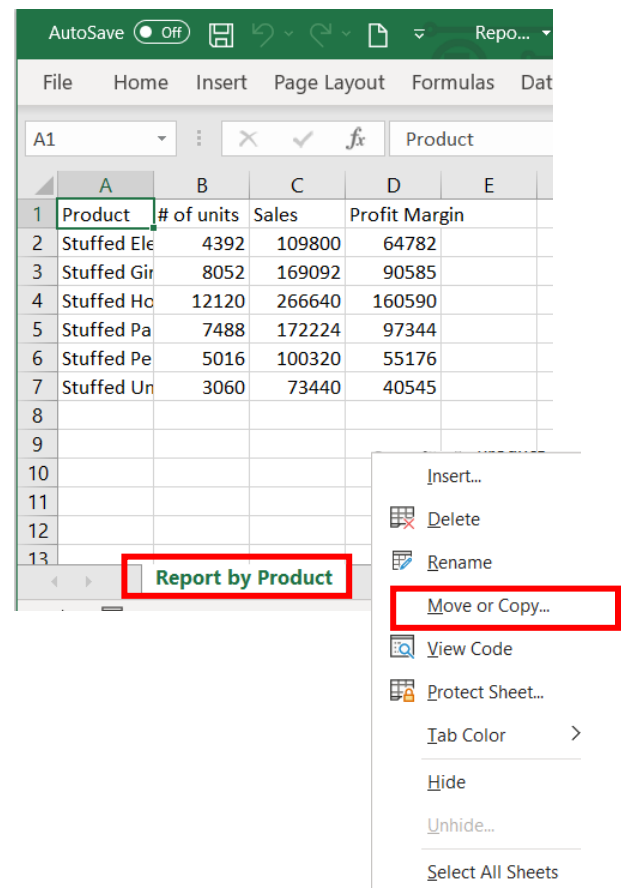 AutoSave Off Repo...
File Home Insert Page Layout Formulas Dat
A1 fx Product
A B C D E
1 Product # of units Sales Profit Margin
2 Stuffed Ele 4392 109800 64782
3 Stuffed Gir 8052 169092 90585
4 Stuffed Ho 12120 266640 160590
5 Stuffed Pa 7488 172224 97344
6 Stuffed Pe 5016 100320 55176
7 Stuffed Un 3060 73440 40545
8
9
10
11
12
13
Report by Product
Insert...
Delete
Rename
Move or Copy...
View Code
Protect Sheet...
Tab Color
Hide
Unhide...
Select All Sheets